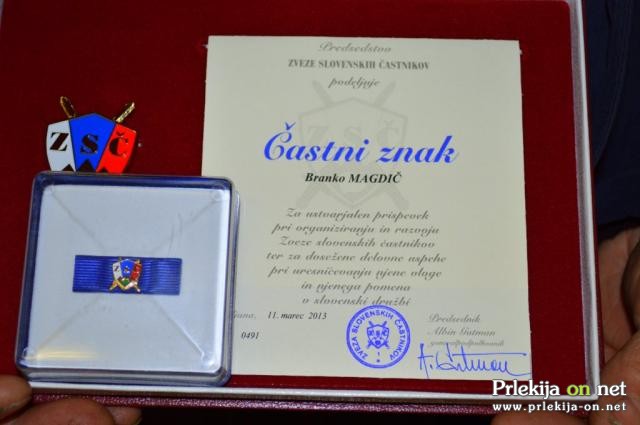 Predsedstvo
ZVEZE SLOVENSKIH ČASTNIKOV
podeljuje
ZSČ
Častni znak
Branko MAGDIČ
Za ustvarjalen prispevek
pri organiziranju in razvoju
Zveze slovenskih častnikov
ter za dosežene delovne uspehe
pri uresničevanju njene vloge
in njenega pomena
v slovenski družbi
11. marec 2013
Predsednik
Albin Gutman
0491
ZVEZA SLOVENSKIH ČASTNIKOV
ZSČ
A. Gutman
Prlekija on.net
www.prlekija-on.net